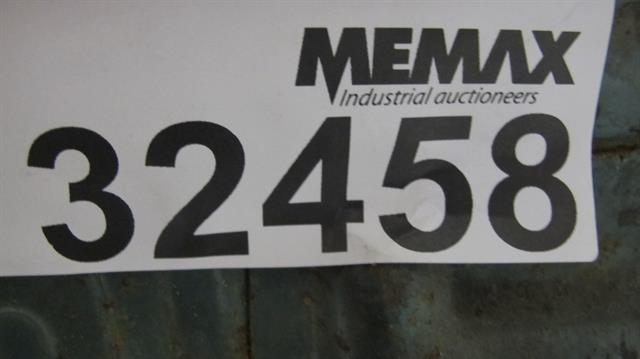 MEMAX
Industrial auctioneers
32458